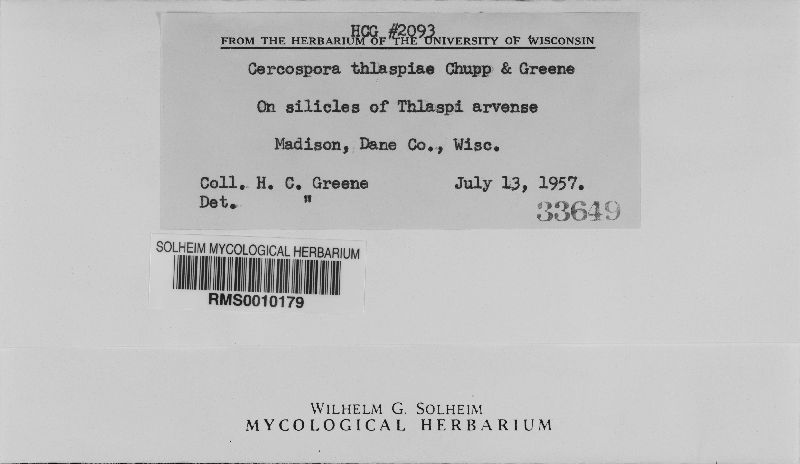 HCG #2093
FROM THE HERBARIUM OF THE UNIVERSITY OF WISCONSIN
Cercospora thlaspiae Chupp & Greene
On silicles of Thlaspi arvense
Madison, Dane Co., Wisc.
Coll. H. C. Greene July 13, 1957.
Det. "
33649
SOLHEIM MYCOLOGICAL HERBARIUM
RMS0010179
WILHELM G. SOLHEIM
MYCOLOGICAL HERBARIUM